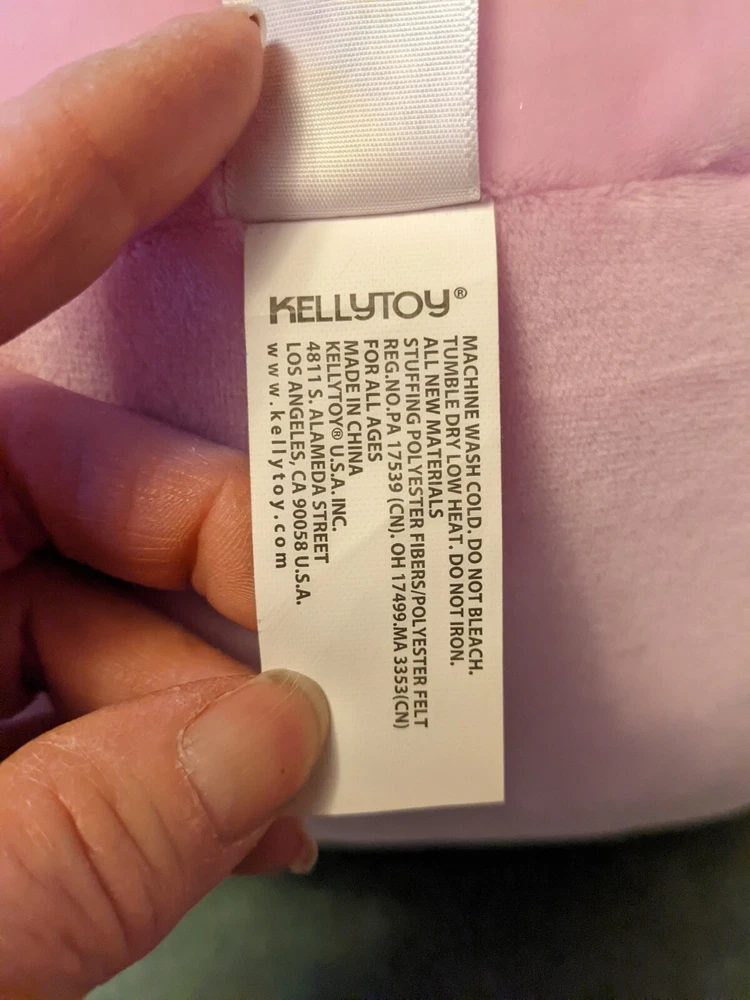 KELLYTOY®
MACHINE WASH COLD. DO NOT BLEACH.
TUMBLE DRY LOW HEAT. DO NOT IRON.
ALL NEW MATERIALS
STUFFING POLYESTER FIBERS/POLYESTER FELT
REG.NO.PA 17539 (CN). OH 17499.MA 3353(CN)
FOR ALL AGES
MADE IN CHINA
KELLYTOY® U.S.A. INC.
4811 S. ALAMEDA STREET
LOS ANGELES, CA 90058 U.S.A.
www.kellytoy.com